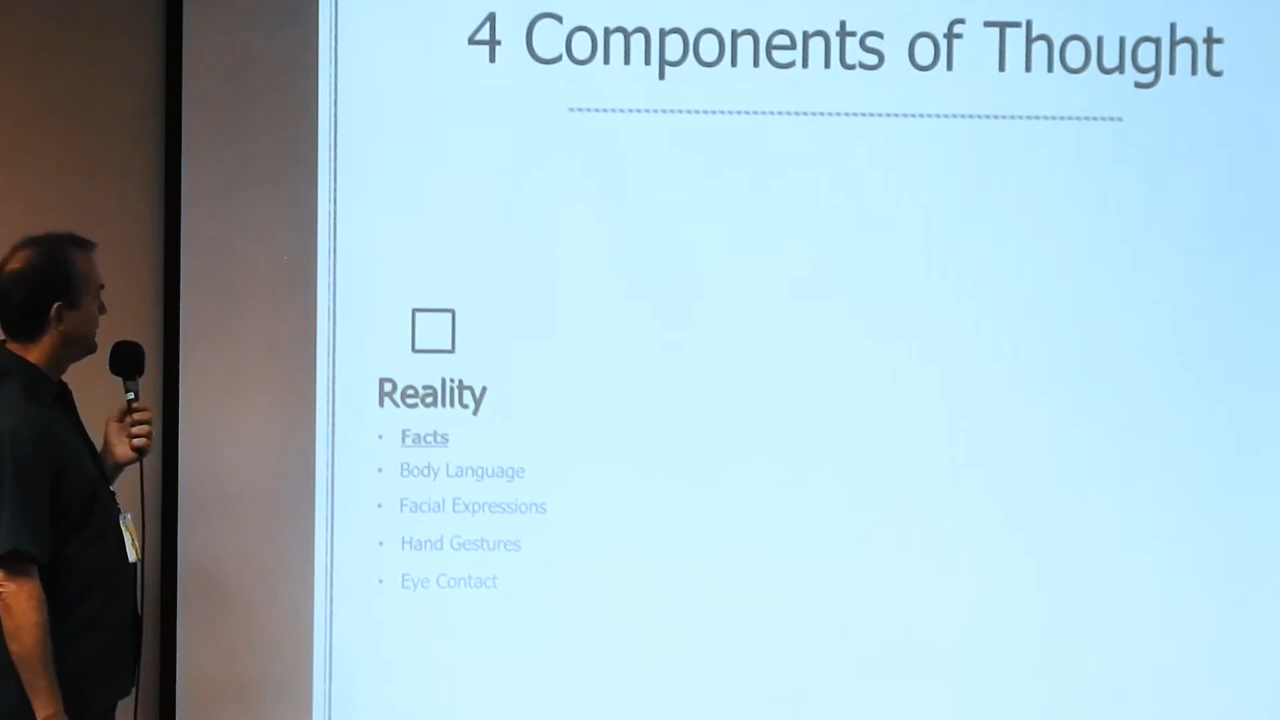 4 Components of Thought
Reality
• Facts
• Body Language
• Facial Expressions
• Hand Gestures
• Eye Contact